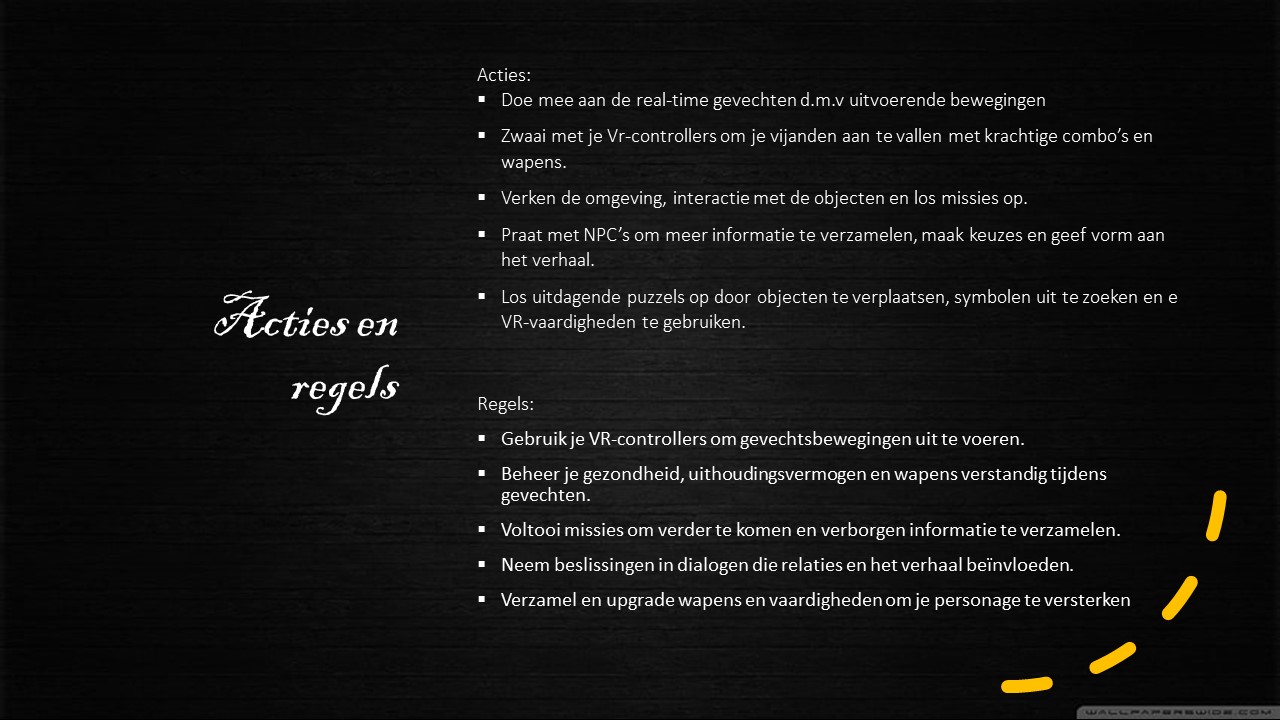 Acties en
regels
Acties:
▪ Doe mee aan de real-time gevechten d.m.v uitvoerende bewegingen
▪ Zwaai met je Vr-controllers om je vijanden aan te vallen met krachtige combo’s en
wapens.
▪ Verken de omgeving, interactie met de objecten en los missies op.
▪ Praat met NPC’s om meer informatie te verzamelen, maak keuzes en geef vorm aan
het verhaal.
▪ Los uitdagende puzzels op door objecten te verplaatsen, symbolen uit te zoeken en e
VR-vaardigheden te gebruiken.
Regels:
▪ Gebruik je VR-controllers om gevechtsbewegingen uit te voeren.
▪ Beheer je gezondheid, uithoudingsvermogen en wapens verstandig tijdens
gevechten.
▪ Voltooi missies om verder te komen en verborgen informatie te verzamelen.
▪ Neem beslissingen in dialogen die relaties en het verhaal beïnvloeden.
▪ Verzamel en upgrade wapens en vaardigheden om je personage te versterken
WALLPAPERSWIDE.COM